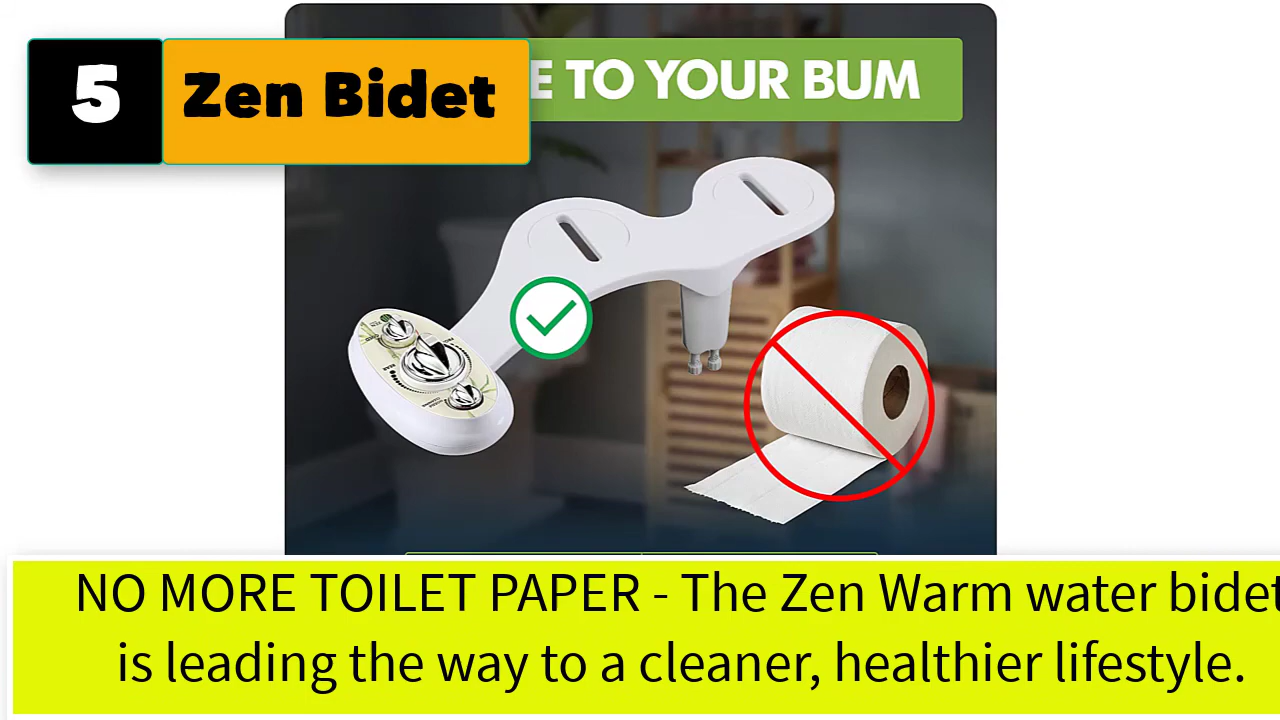 5 Zen Bidet
E TO YOUR BUM
NO MORE TOILET PAPER - The Zen Warm water bidet
is leading the way to a cleaner, healthier lifestyle.